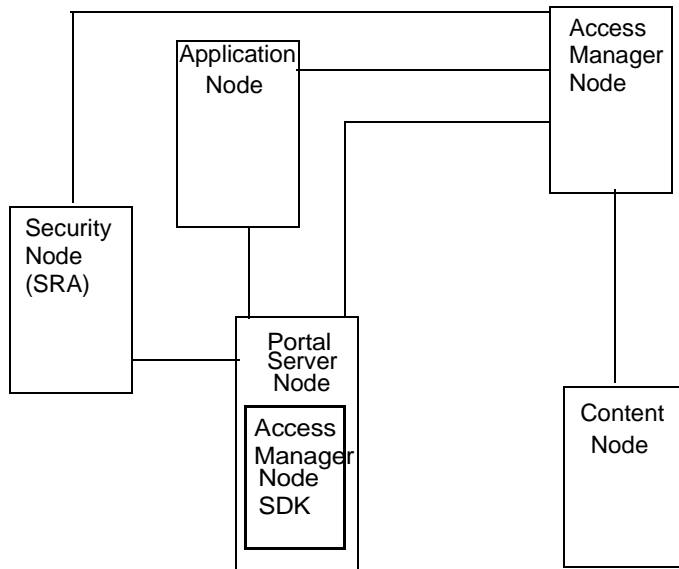 Access
Manager
Node
Application
Node
Security
Node
(SRA)
Portal
Server
Node
Access
Manager
Node
SDK
Content
Node